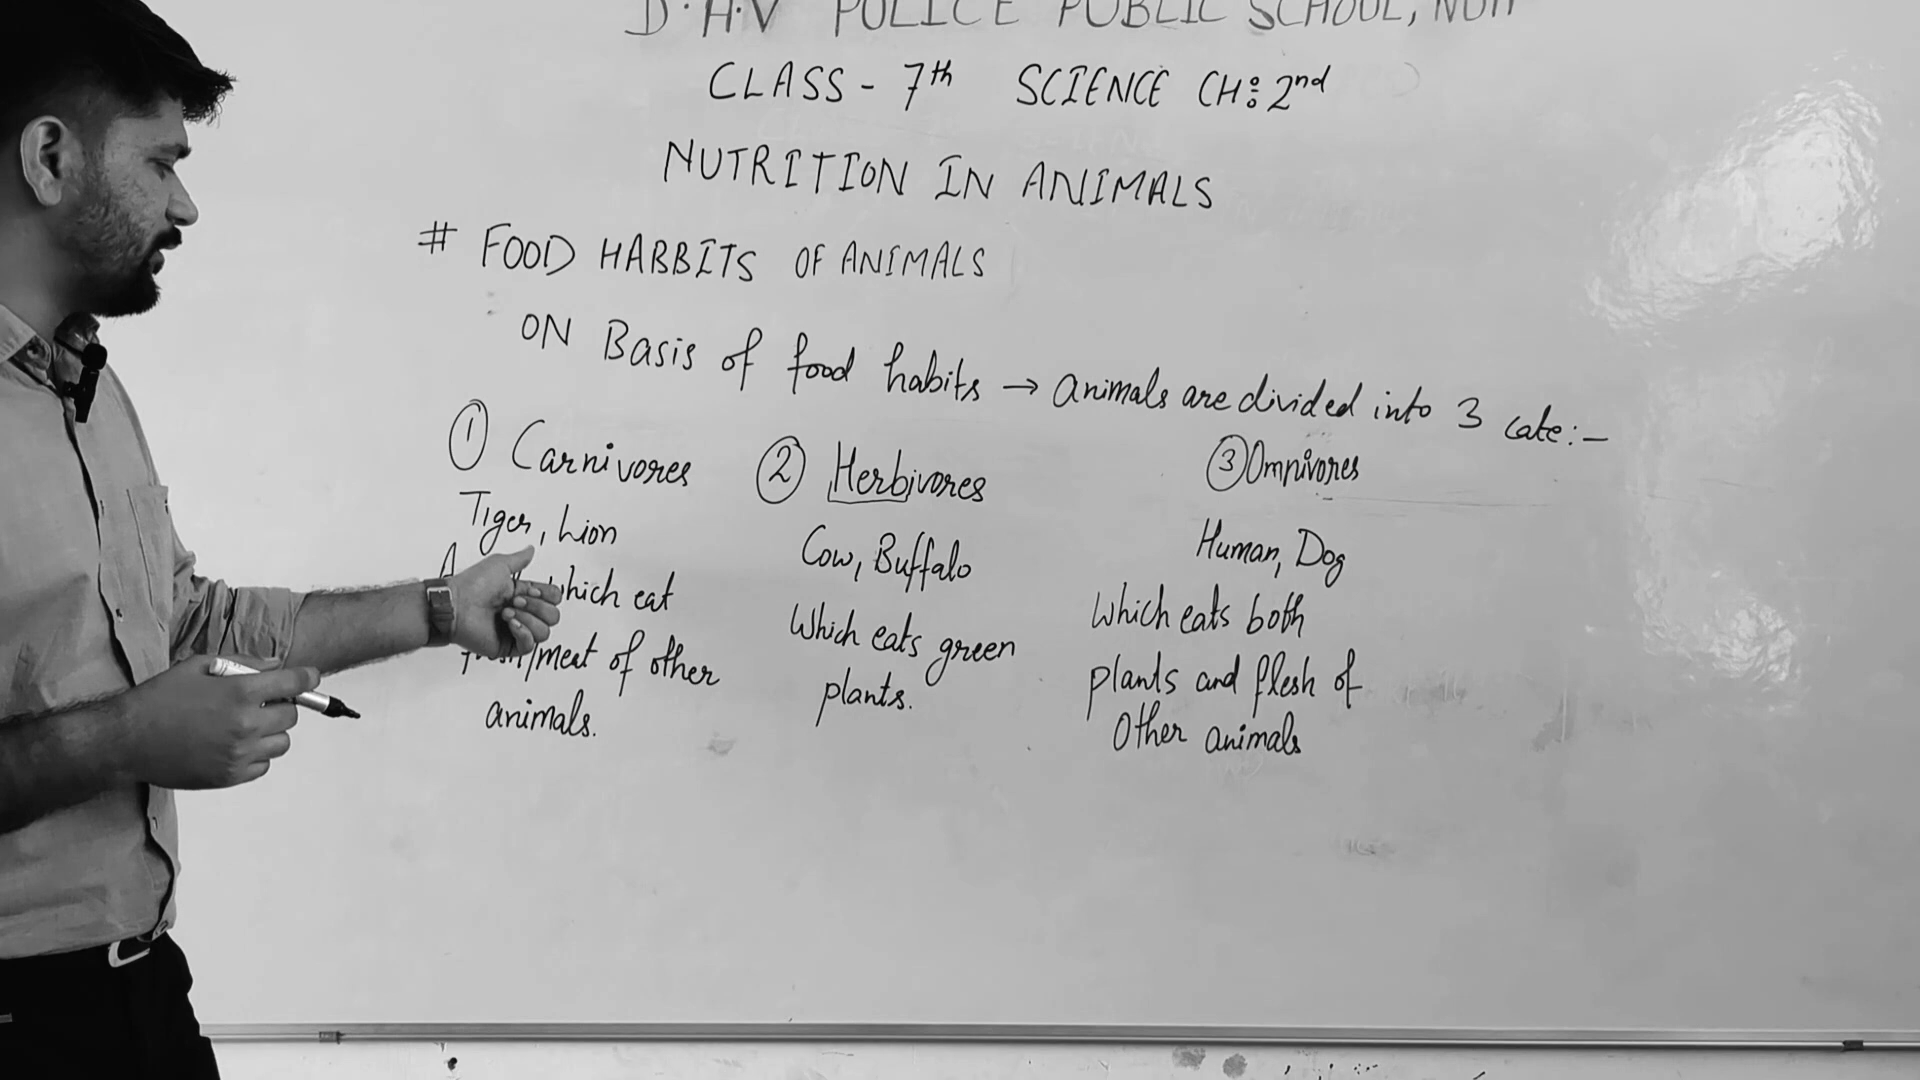 D.A.V POLICE PUBLIC SCHOOL, NUH
CLASS - 7th SCIENCE CH: 2nd
NUTRITION IN ANIMALS
# FOOD HABBITS OF ANIMALS
ON Basis of food habits → Animals are divided into 3 cate:-
① Carnivores
Tiger, Lion
which eat
/meat of other
animals.
② Herbivores
Cow, Buffalo
Which eats green
plants.
③ Omnivores
Human, Dog
Which eats both
plants and flesh of
Other animals